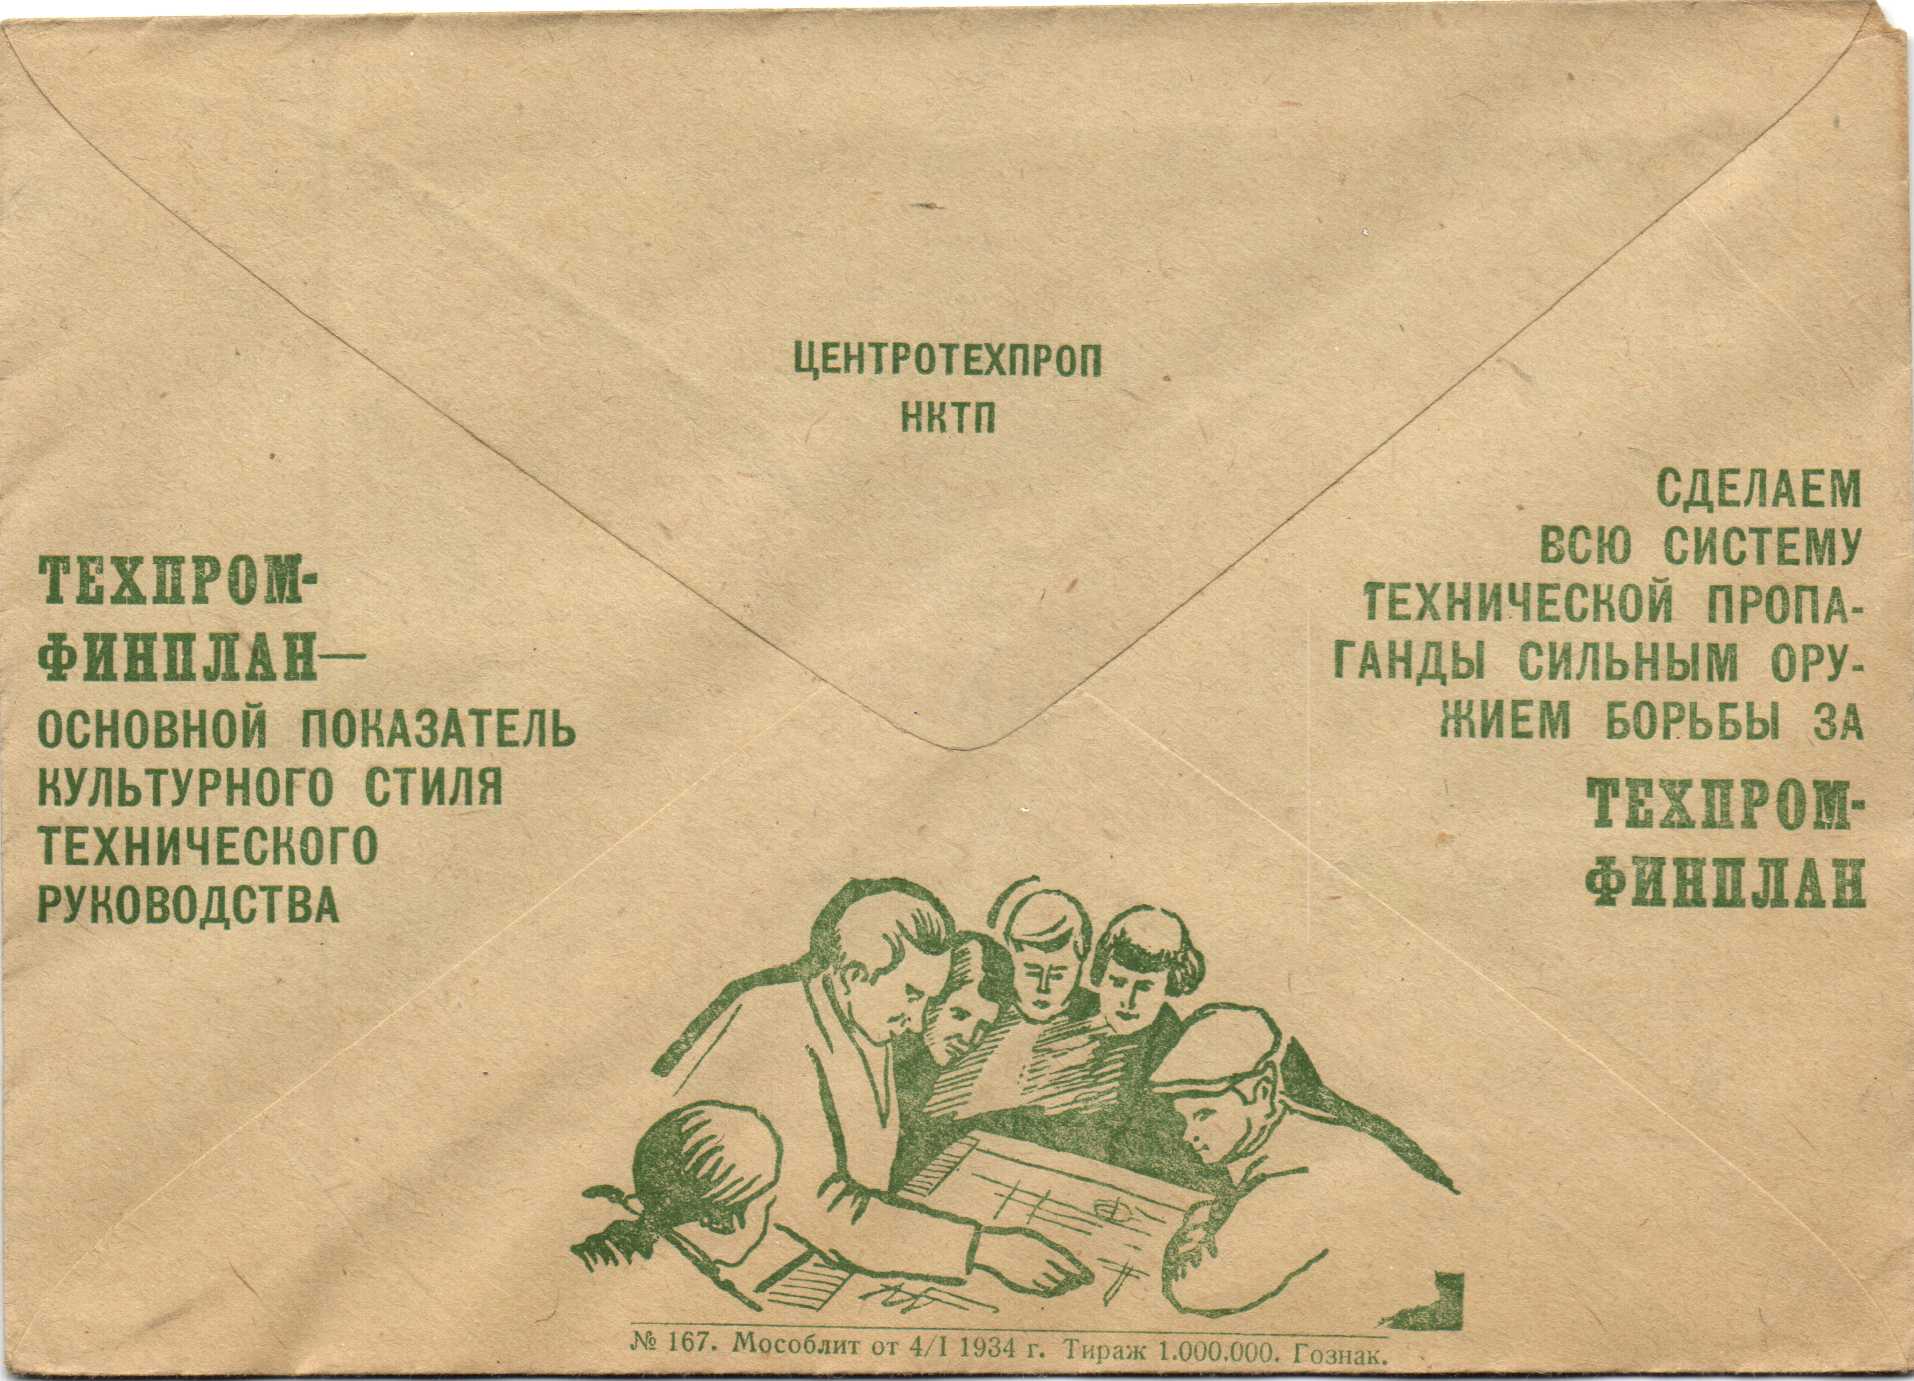 ЦЕНТРОТЕХПРОП
НКТП
ТЕХПРОМ-
ФИНПЛАН—
ОСНОВНОЙ ПОКАЗАТЕЛЬ
КУЛЬТУРНОГО СТИЛЯ
ТЕХНИЧЕСКОГО
РУКОВОДСТВА
СДЕЛАЕМ
ВСЮ СИСТЕМУ
ТЕХНИЧЕСКОЙ ПРОПА-
ГАНДЫ СИЛЬНЫМ ОРУ-
ЖИЕМ БОРЬБЫ ЗА
ТЕХПРОМ-
ФИНПЛАН
№ 167. Мособлит от 4/I 1934 г. Тираж 1.000.000. Гознак.